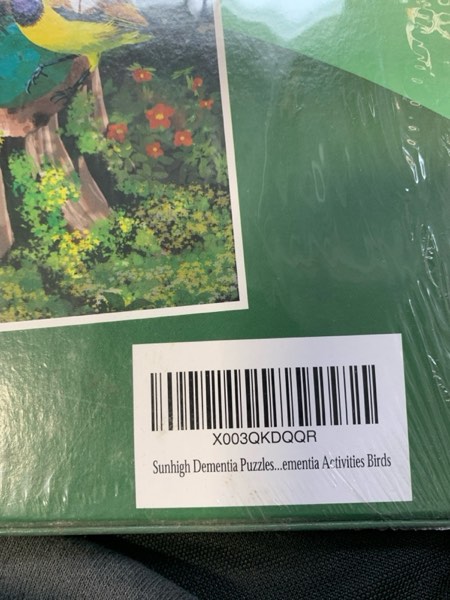 X003QKDQQR
Sunhigh Dementia Puzzles...ementia Activities Birds